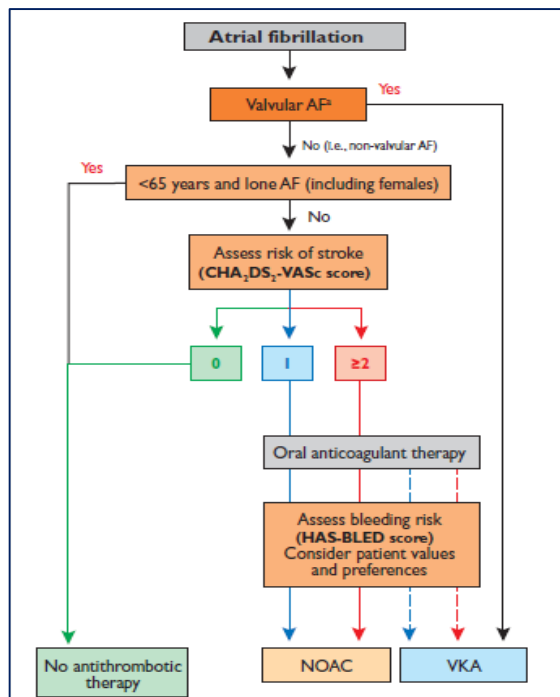 Atrial fibrillation
Yes
Valvular AFª
No (i.e., non-valvular AF)
Yes
<65 years and lone AF (including females)
No
Assess risk of stroke
(CHA₂DS₂-VASc score)
0
1
≥2
Oral anticoagulant therapy
Assess bleeding risk
(HAS-BLED score)
Consider patient values
and preferences
No antithrombotic
therapy
NOAC
VKA